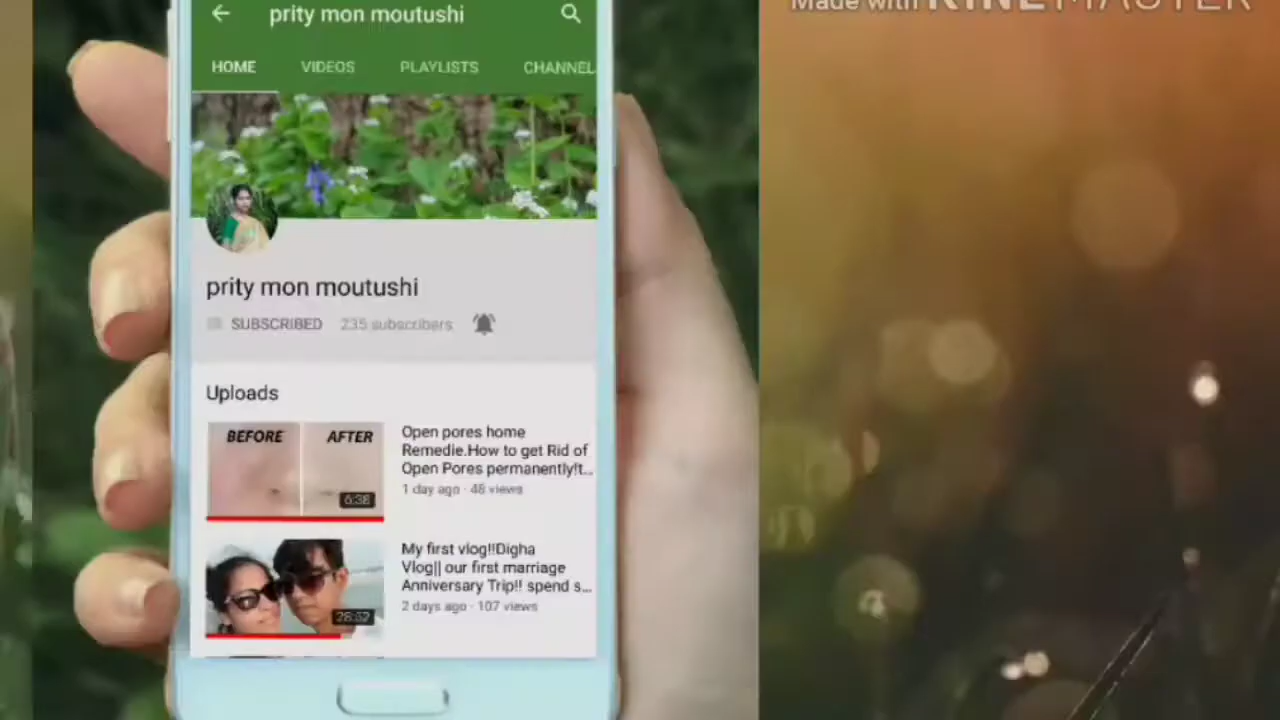 Made with KINEMASTER
prity mon moutushi
HOME VIDEOS PLAYLISTS CHANNEL
prity mon moutushi
SUBSCRIBED 235 subscribers
Uploads
BEFORE AFTER
6:38
Open pores home
Remedie.How to get Rid of
Open Pores permanently!t..
1 day ago · 48 views
My first vlog!!Digha
Vlog|| our first marriage
Anniversary Trip!! spend s...
2 days ago · 107 views
28:52